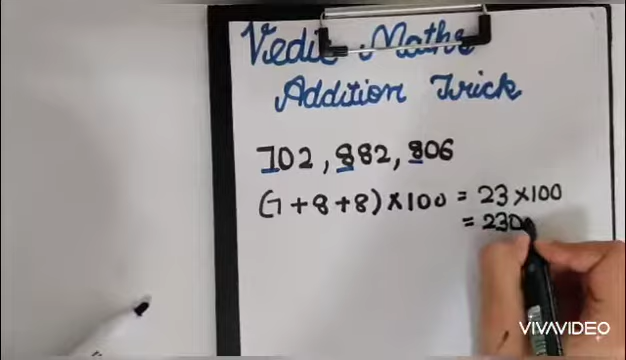 Vedic Maths
Addition Trick
702, 882, 806
(7+8+8)×100 = 23×100
= 230
VIVAVIDEO